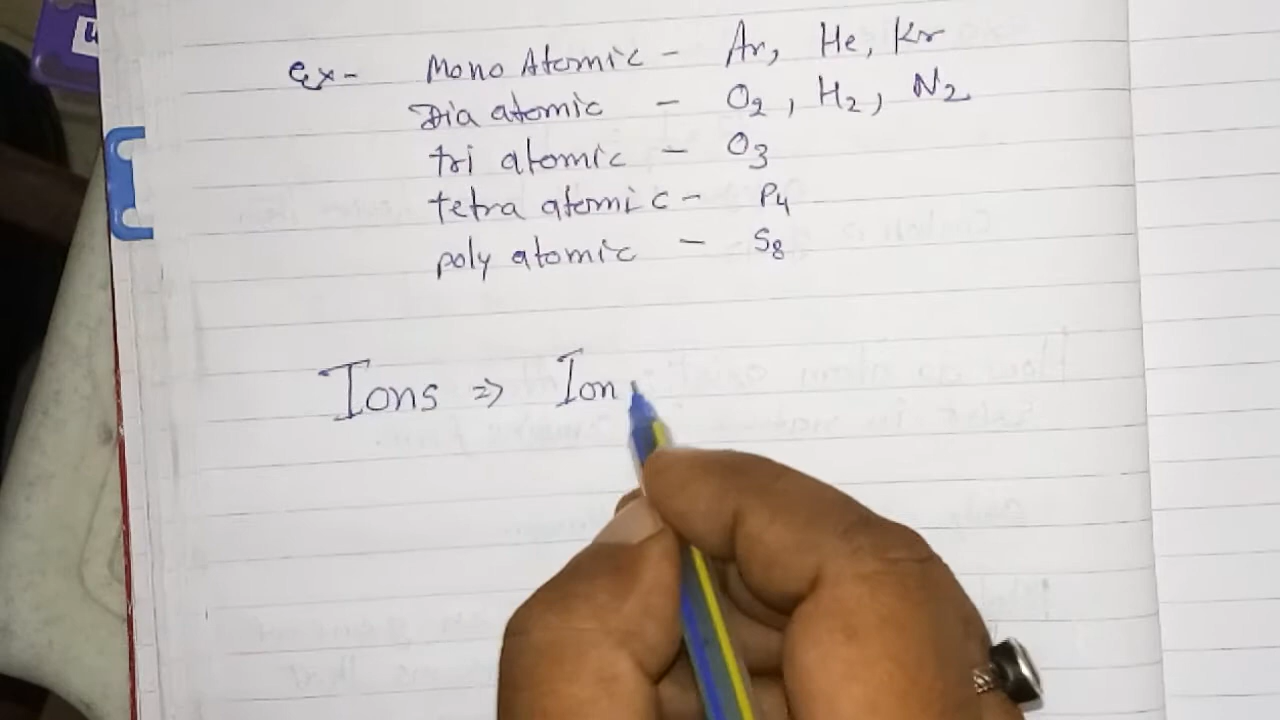 Ex- Mono Atomic - Ar, He, Kr
Dia atomic - O2, H2, N2
tri atomic - O3
tetra atomic - P4
poly atomic - S8
Ions ⇒ Ion